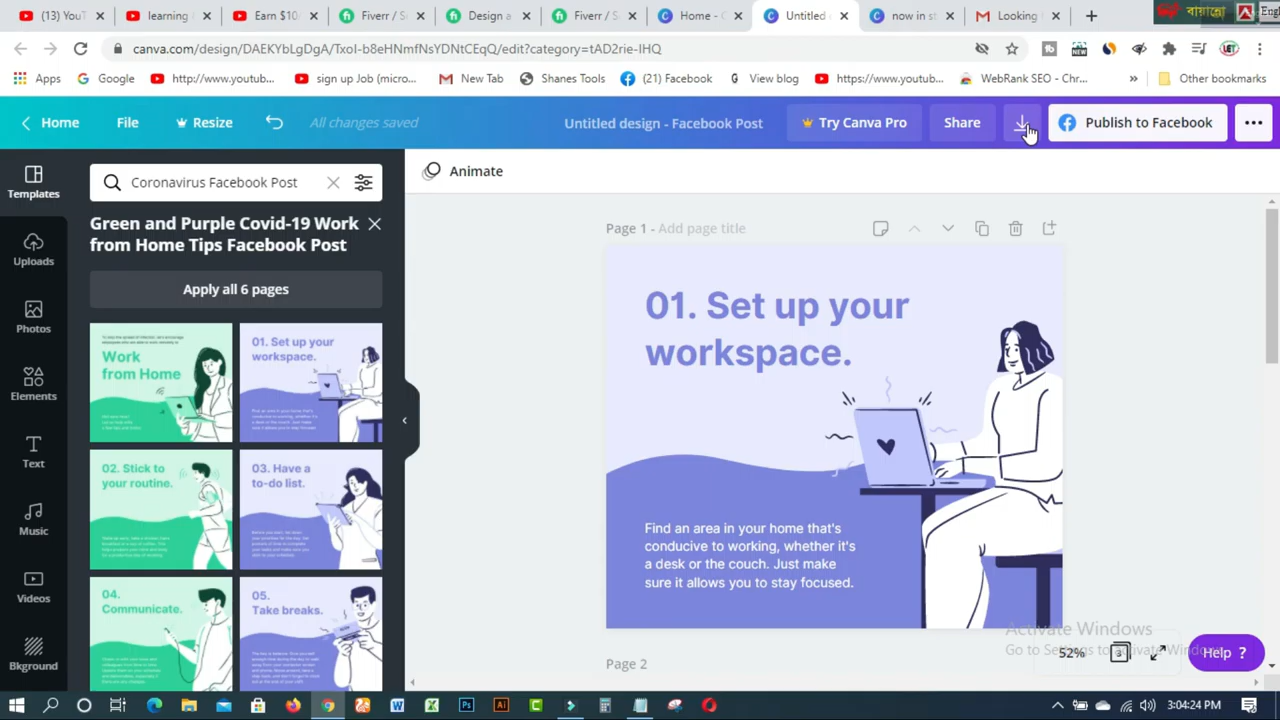 (13) YouT
learning
Earn $10-
Fiverr / S
Design
Fiverr / S
Home - C
Untitled
now in first
Looking
বায়ান্নো
Engl
canva.com/design/DAEKYbLgDgA/TxoI-bşeHNmfNsYDNtCEqQ/edit?category=tAD2rie-IHQ
NEW
Apps
Google
http://www.youtub...
sign up Job (micro...
New Tab
Shanes Tools
(21) Facebook
View blog
https://www.youtu...
WebRank SEO - Chr...
»
Other bookmarks
Home
File
Resize
All changes saved
Untitled design - Facebook Post
Try Canva Pro
Share
Publish to Facebook
Templates
Uploads
Photos
Elements
Text
Music
Videos
Bkground
Coronavirus Facebook Post
Green and Purple Covid-19 Work
from Home Tips Facebook Post
Apply all 6 pages
Work
from Home
01. Set up your
workspace.
02. Stick to
your routine.
03. Have a
to-do list.
04.
Communicate.
05.
Take breaks.
Animate
Page 1 - Add page title
01. Set up your
workspace.
Find an area in your home that's
conducive to working, whether it's
a desk or the couch. Just make
sure it allows you to stay focused.
Page 2
Activate Windows
Go to Settings to activate Windows.
52%
Help ?
3:04:24 PM